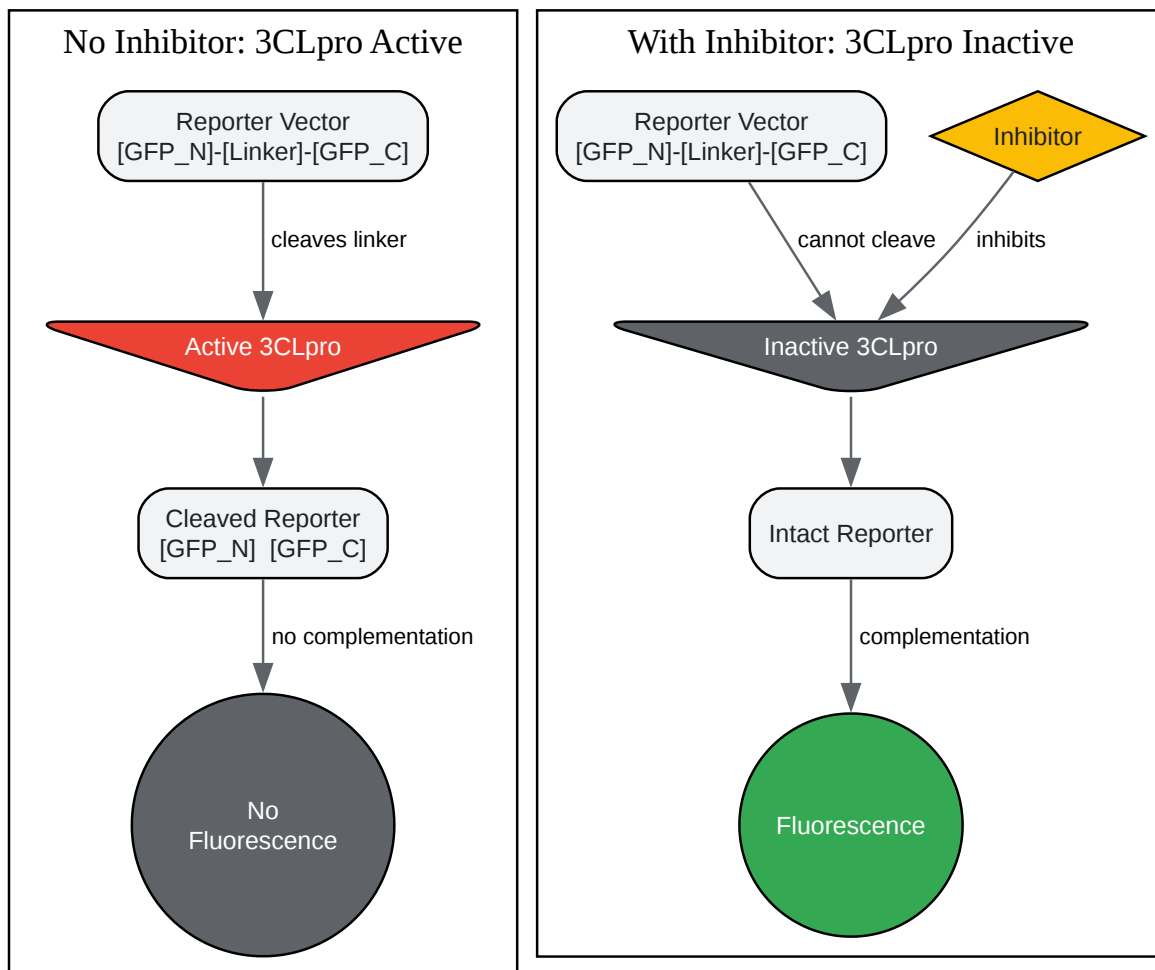 No Inhibitor: 3CLpro Active
Reporter Vector
[GFP_N]-[Linker]-[GFP_C]
cleaves linker
Active 3CLpro
Cleaved Reporter
[GFP_N]  [GFP_C]
no complementation
No
Fluorescence
With Inhibitor: 3CLpro Inactive
Reporter Vector
[GFP_N]-[Linker]-[GFP_C]
Inhibitor
cannot cleave
inhibits
Inactive 3CLpro
Intact Reporter
complementation
Fluorescence